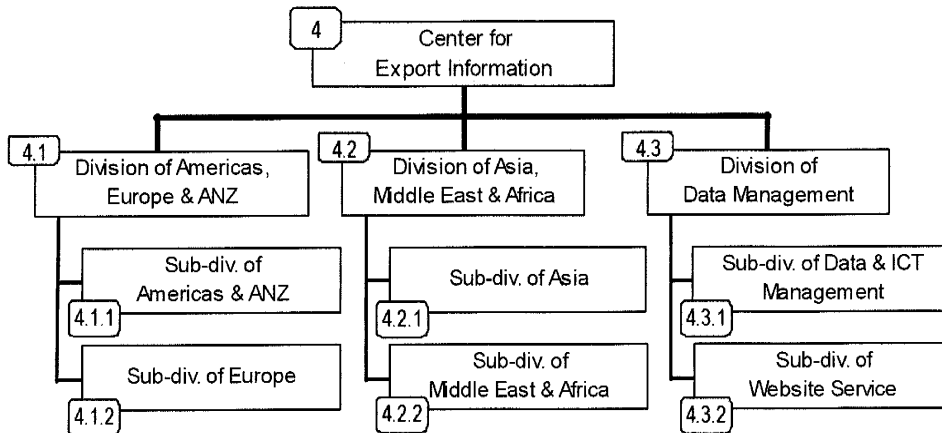 4
Center for
Export Information
4.1
Division of Americas,
Europe & ANZ
4.2
Division of Asia,
Middle East & Africa
4.3
Division of
Data Management
Sub-div. of
Americas & ANZ
4.1.1
Sub-div. of Asia
4.2.1
Sub-div. of Data & ICT
Management
4.3.1
Sub-div. of Europe
4.1.2
Sub-div. of
Middle East & Africa
4.2.2
Sub-div. of
Website Service
4.3.2